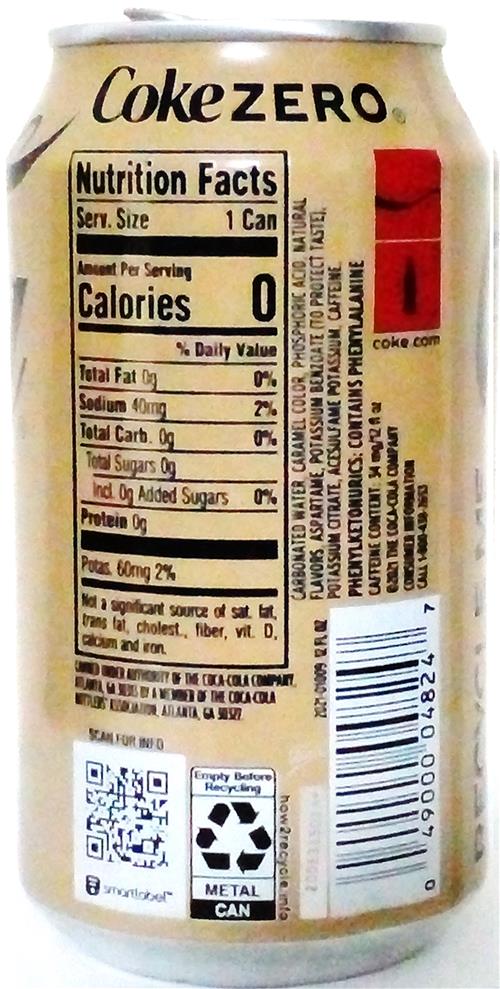 Coke ZERO®
Nutrition Facts
Serv. Size 1 Can
Amount Per Serving
Calories 0
% Daily Value
Total Fat 0g 0%
Sodium 40mg 2%
Total Carb. 0g 0%
Total Sugars 0g
Incl. 0g Added Sugars 0%
Protein 0g
Potas. 60mg 2%
Not a significant source of sat. fat,
trans fat, cholest., fiber, vit. D,
calcium and iron.
CANNED UNDER AUTHORITY OF THE COCA-COLA COMPANY,
ATLANTA, GA 30313 BY A MEMBER OF THE COCA-COLA
BOTTLERS' ASSOCIATION, ATLANTA, GA 30327.
CARBONATED WATER, CARAMEL COLOR, PHOSPHORIC ACID, NATURAL
FLAVORS, ASPARTAME, POTASSIUM BENZOATE (TO PROTECT TASTE),
POTASSIUM CITRATE, ACESULFAME POTASSIUM, CAFFEINE.
PHENYLKETONURICS: CONTAINS PHENYLALANINE
CAFFEINE CONTENT: 34 mg/12 fl oz
©2021 THE COCA-COLA COMPANY
CONSUMER INFORMATION
CALL 1-800-438-2653
coke.com
2021-01009 12 FL OZ
0 49000 04824 7
SCAN FOR INFO
smartlabel™
Empty Before
Recycling
METAL
CAN
how2recycle.info
RECYCLE ME